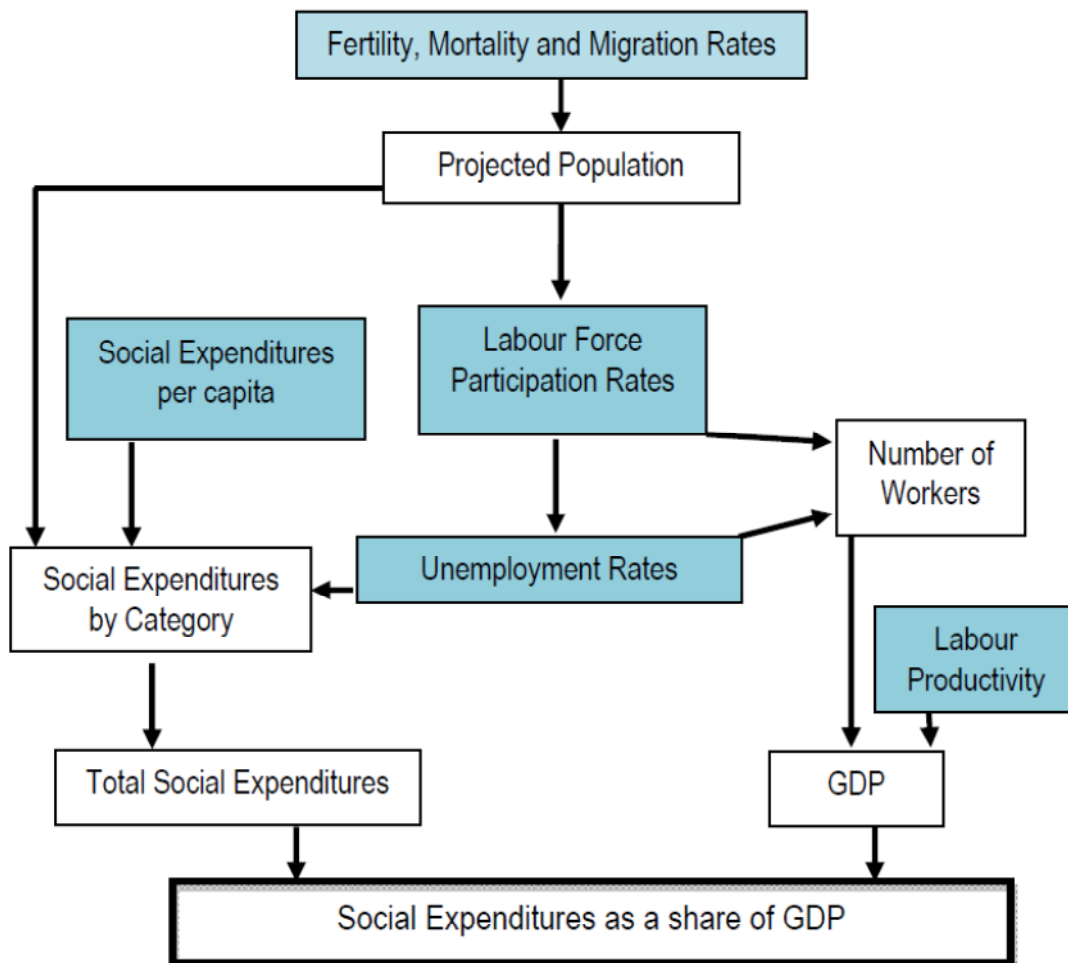 Fertility, Mortality and Migration Rates
Projected Population
Social Expenditures
per capita
Labour Force
Participation Rates
Number of
Workers
Social Expenditures
by Category
Unemployment Rates
Labour
Productivity
Total Social Expenditures
GDP
Social Expenditures as a share of GDP